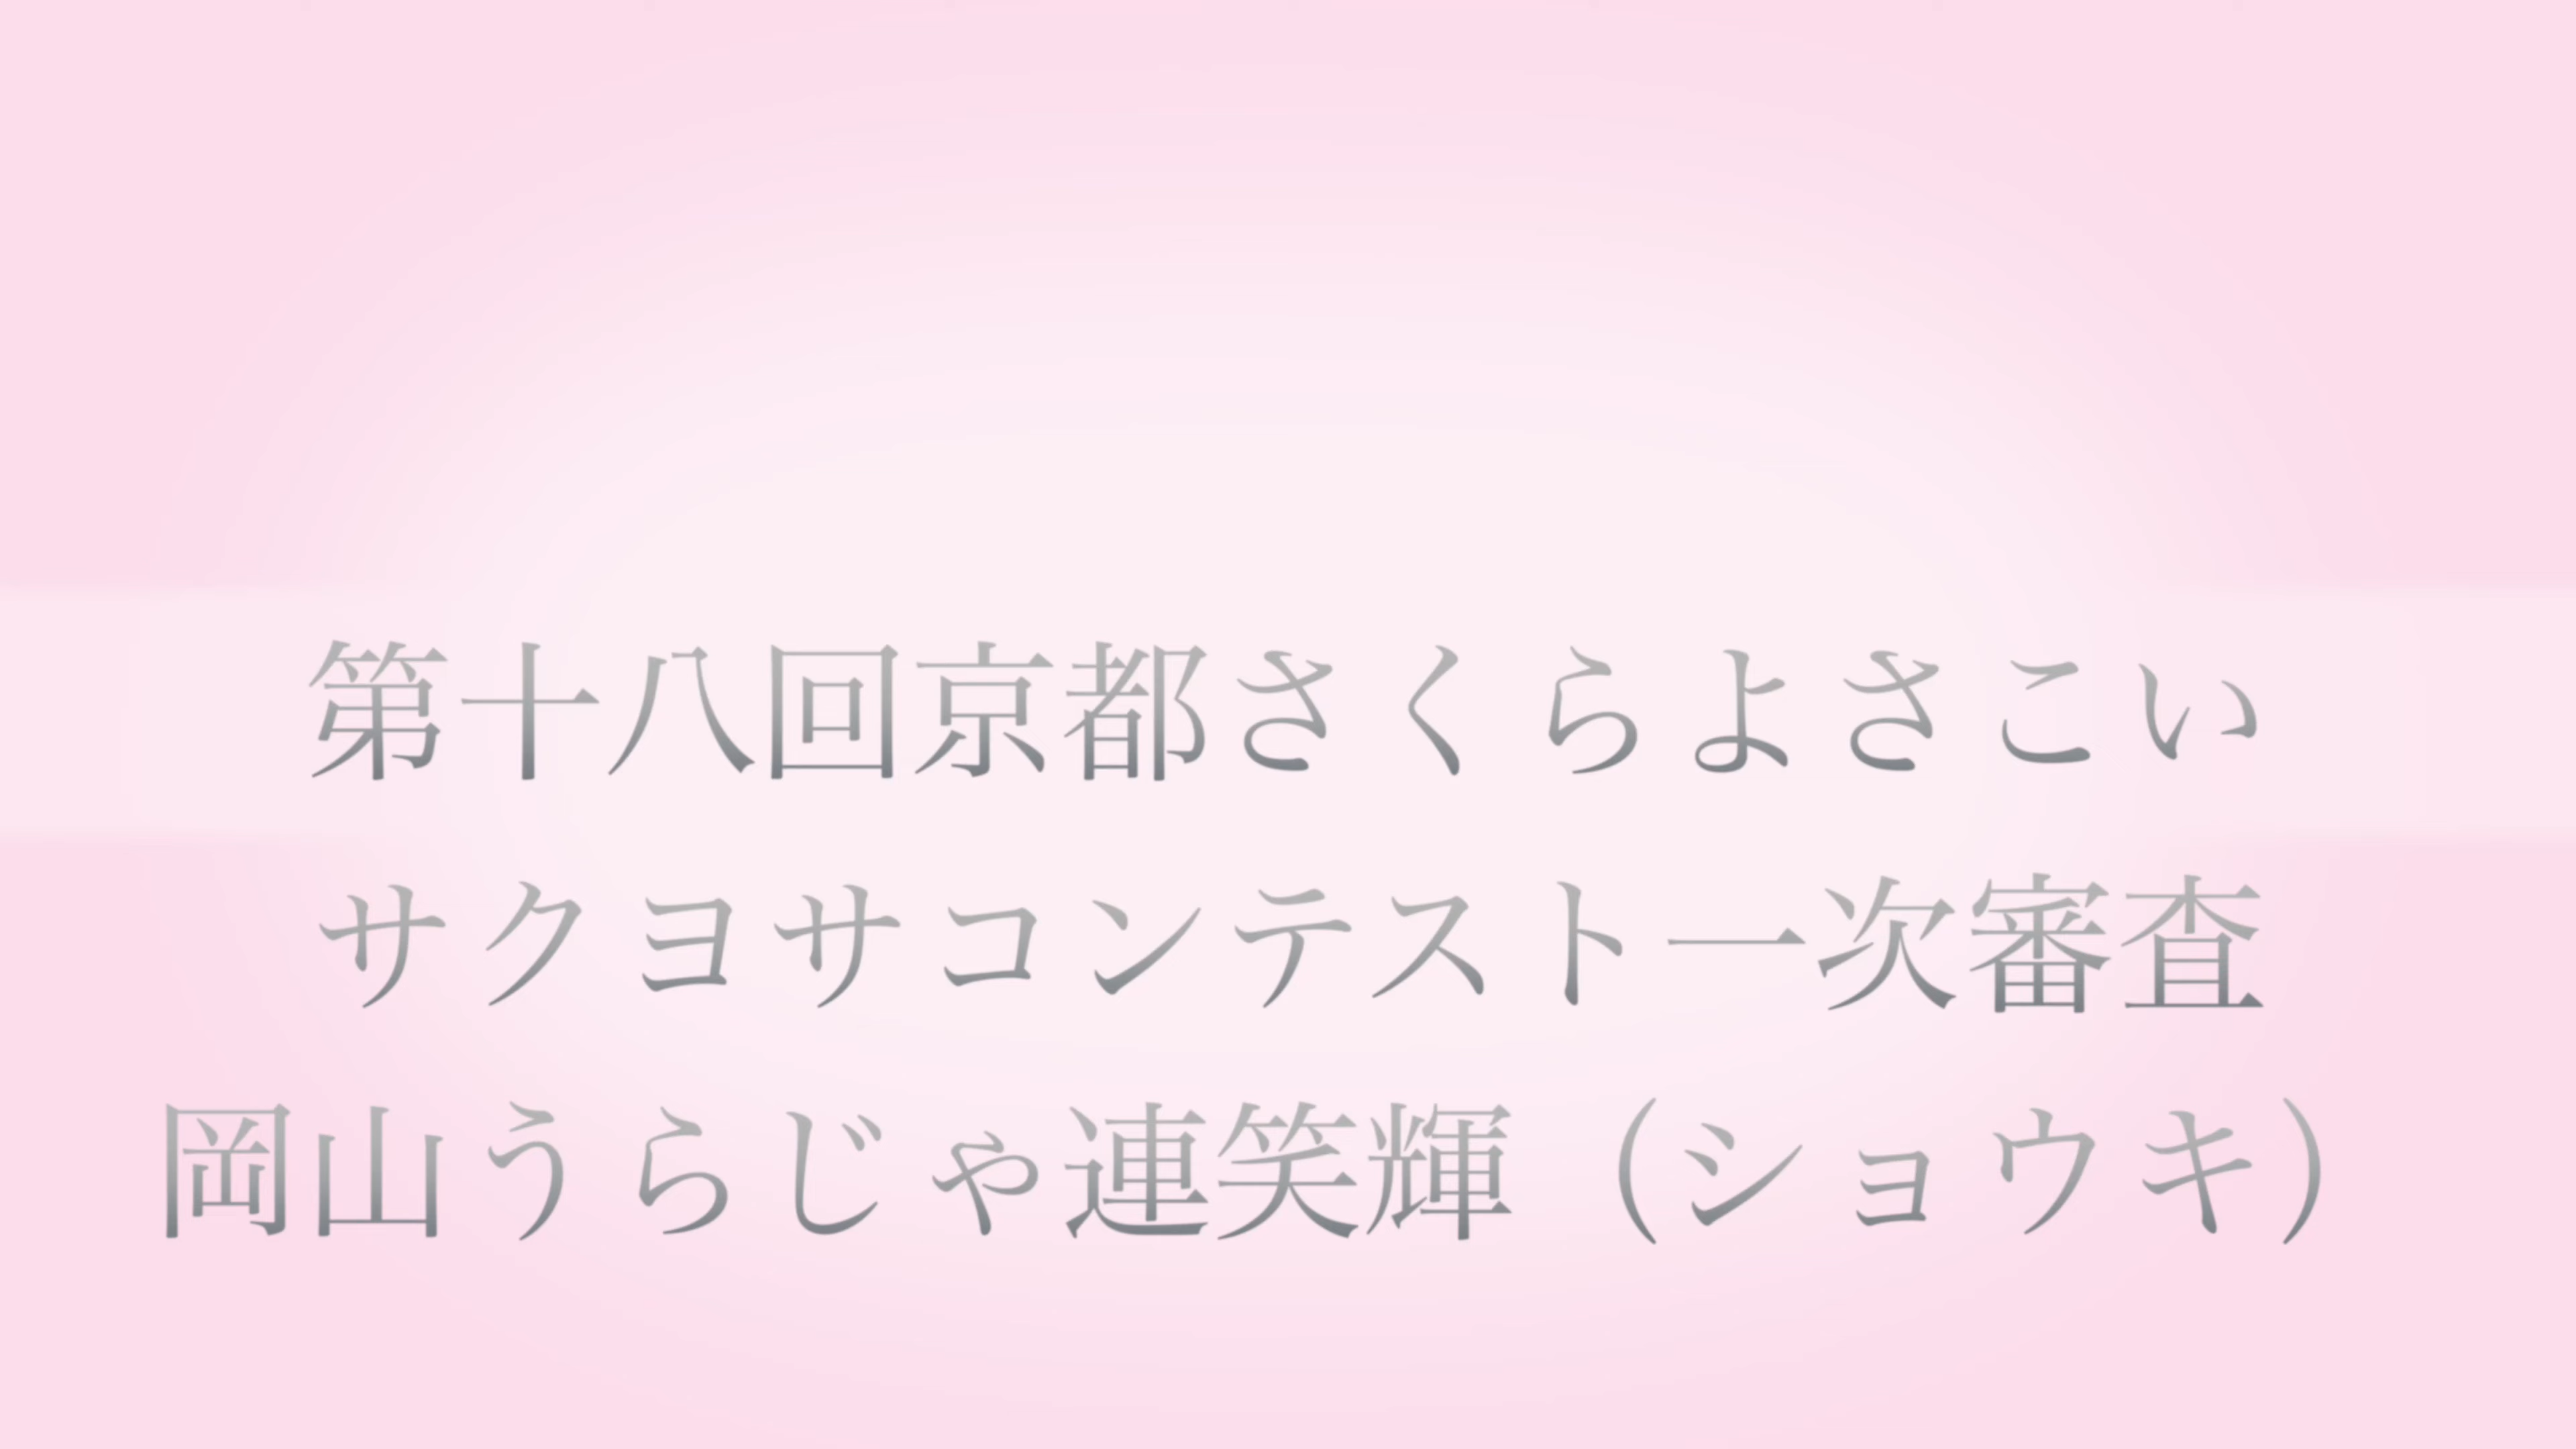 第十八回京都さくらよさこい
サクヨサコンテスト一次審査
岡山うらじゃ連笑輝（ショウキ）